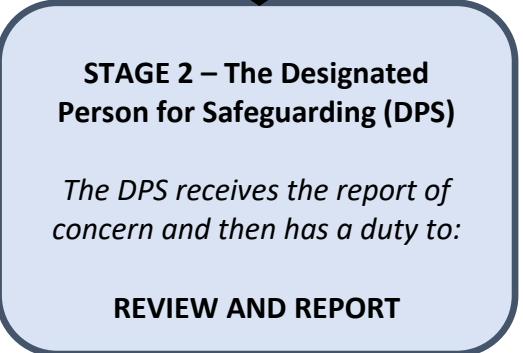 STAGE 2 – The Designated
Person for Safeguarding (DPS)
The DPS receives the report of
concern and then has a duty to:
REVIEW AND REPORT